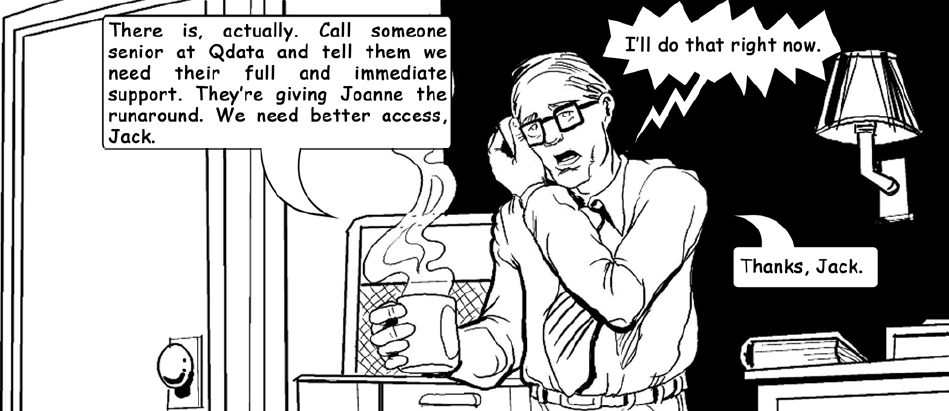 There is, actually. Call someone
senior at Qdata and tell them we
need their full and immediate
support. They're giving Joanne the
runaround. We need better access,
Jack.
I'll do that right now.
Thanks, Jack.